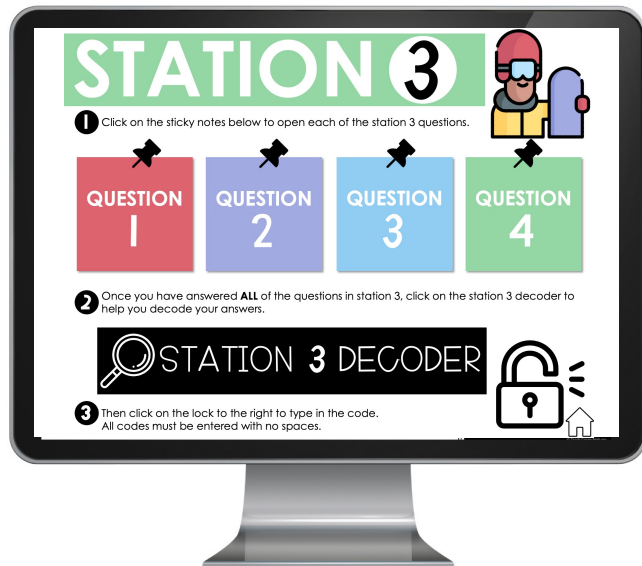 STATION 3
1 Click on the sticky notes below to open each of the station 3 questions.
QUESTION 1
QUESTION 2
QUESTION 3
QUESTION 4
2 Once you have answered ALL of the questions in station 3, click on the station 3 decoder to
help you decode your answers.
STATION 3 DECODER
3 Then click on the lock to the right to type in the code.
All codes must be entered with no spaces.